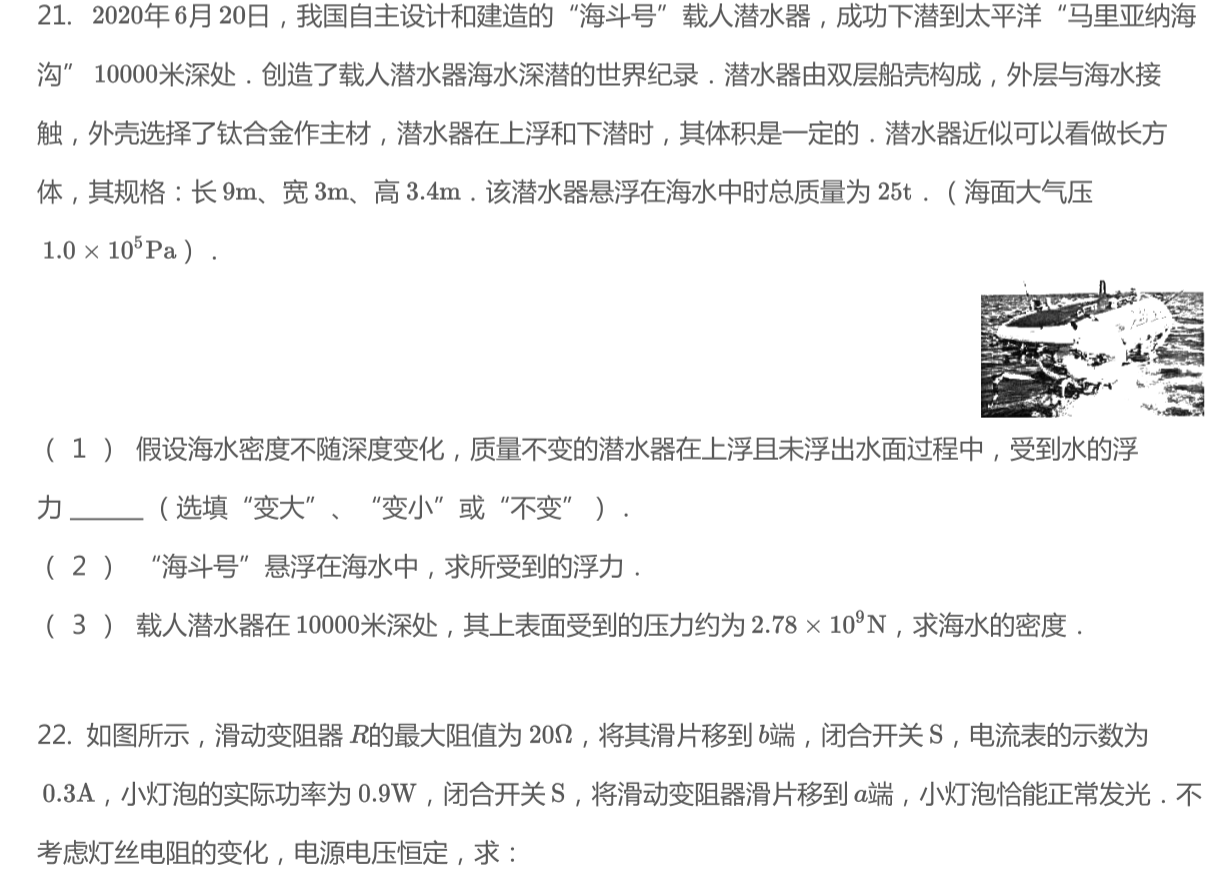 21. 2020年6月20日，我国自主设计和建造的“海斗号”载人潜水器，成功下潜到太平洋“马里亚纳海
沟” 10000米深处．创造了载人潜水器海水深潜的世界纪录．潜水器由双层船壳构成，外层与海水接
触，外壳选择了钛合金作主材，潜水器在上浮和下潜时，其体积是一定的．潜水器近似可以看做长方
体，其规格：长 9m、宽 3m、高 3.4m．该潜水器悬浮在海水中时总质量为 25t．（海面大气压
1.0 × 10⁵Pa）．
（ 1 ） 假设海水密度不随深度变化，质量不变的潜水器在上浮且未浮出水面过程中，受到水的浮
力 ______ （选填“变大”、 “变小”或“不变” ）．
（ 2 ） “海斗号”悬浮在海水中，求所受到的浮力．
（ 3 ） 载人潜水器在 10000米深处，其上表面受到的压力约为 2.78 × 10⁹N，求海水的密度．
22. 如图所示，滑动变阻器 R的最大阻值为 20Ω，将其滑片移到 b端，闭合开关 S，电流表的示数为
0.3A，小灯泡的实际功率为 0.9W，闭合开关 S，将滑动变阻器滑片移到 a端，小灯泡恰能正常发光．不
考虑灯丝电阻的变化，电源电压恒定，求：